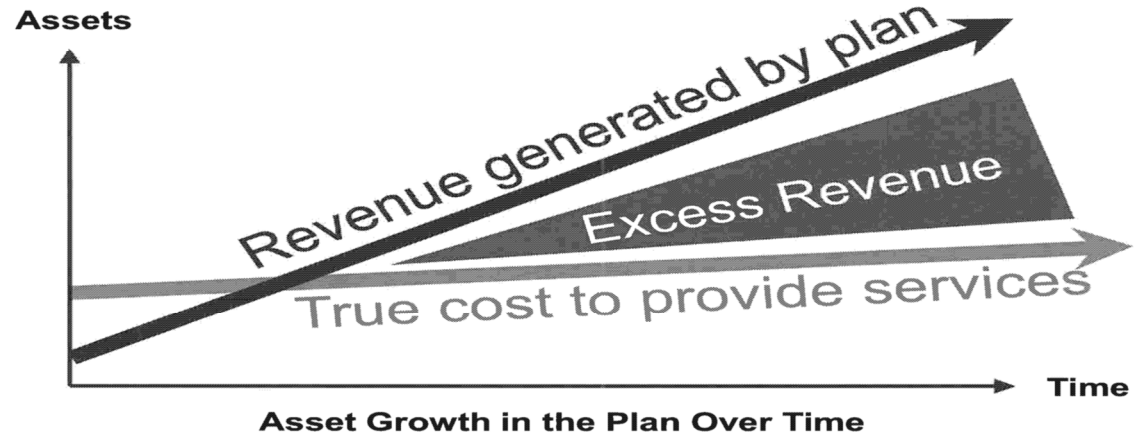 Assets
Revenue generated by plan
Excess Revenue
True cost to provide services
Time
Asset Growth in the Plan Over Time